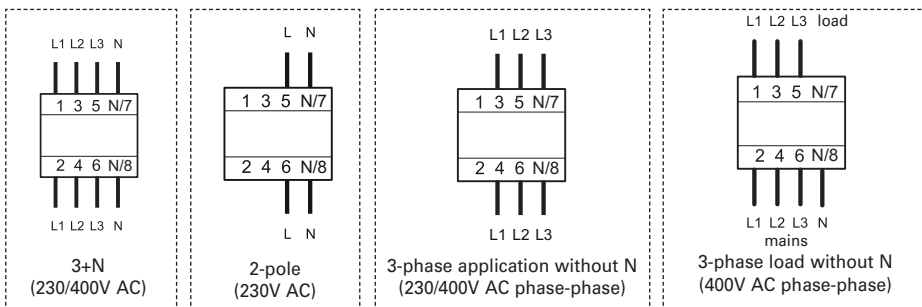 L1 L2 L3 N
1 3 5 N/7
2 4 6 N/8
L1 L2 L3 N
3+N
(230/400V AC)
L N
1 3 5 N/7
2 4 6 N/8
L N
2-pole
(230V AC)
L1 L2 L3
1 3 5 N/7
2 4 6 N/8
L1 L2 L3
3-phase application without N
(230/400V AC phase-phase)
L1 L2 L3 load
1 3 5 N/7
2 4 6 N/8
L1 L2 L3 N
mains
3-phase load without N
(400V AC phase-phase)